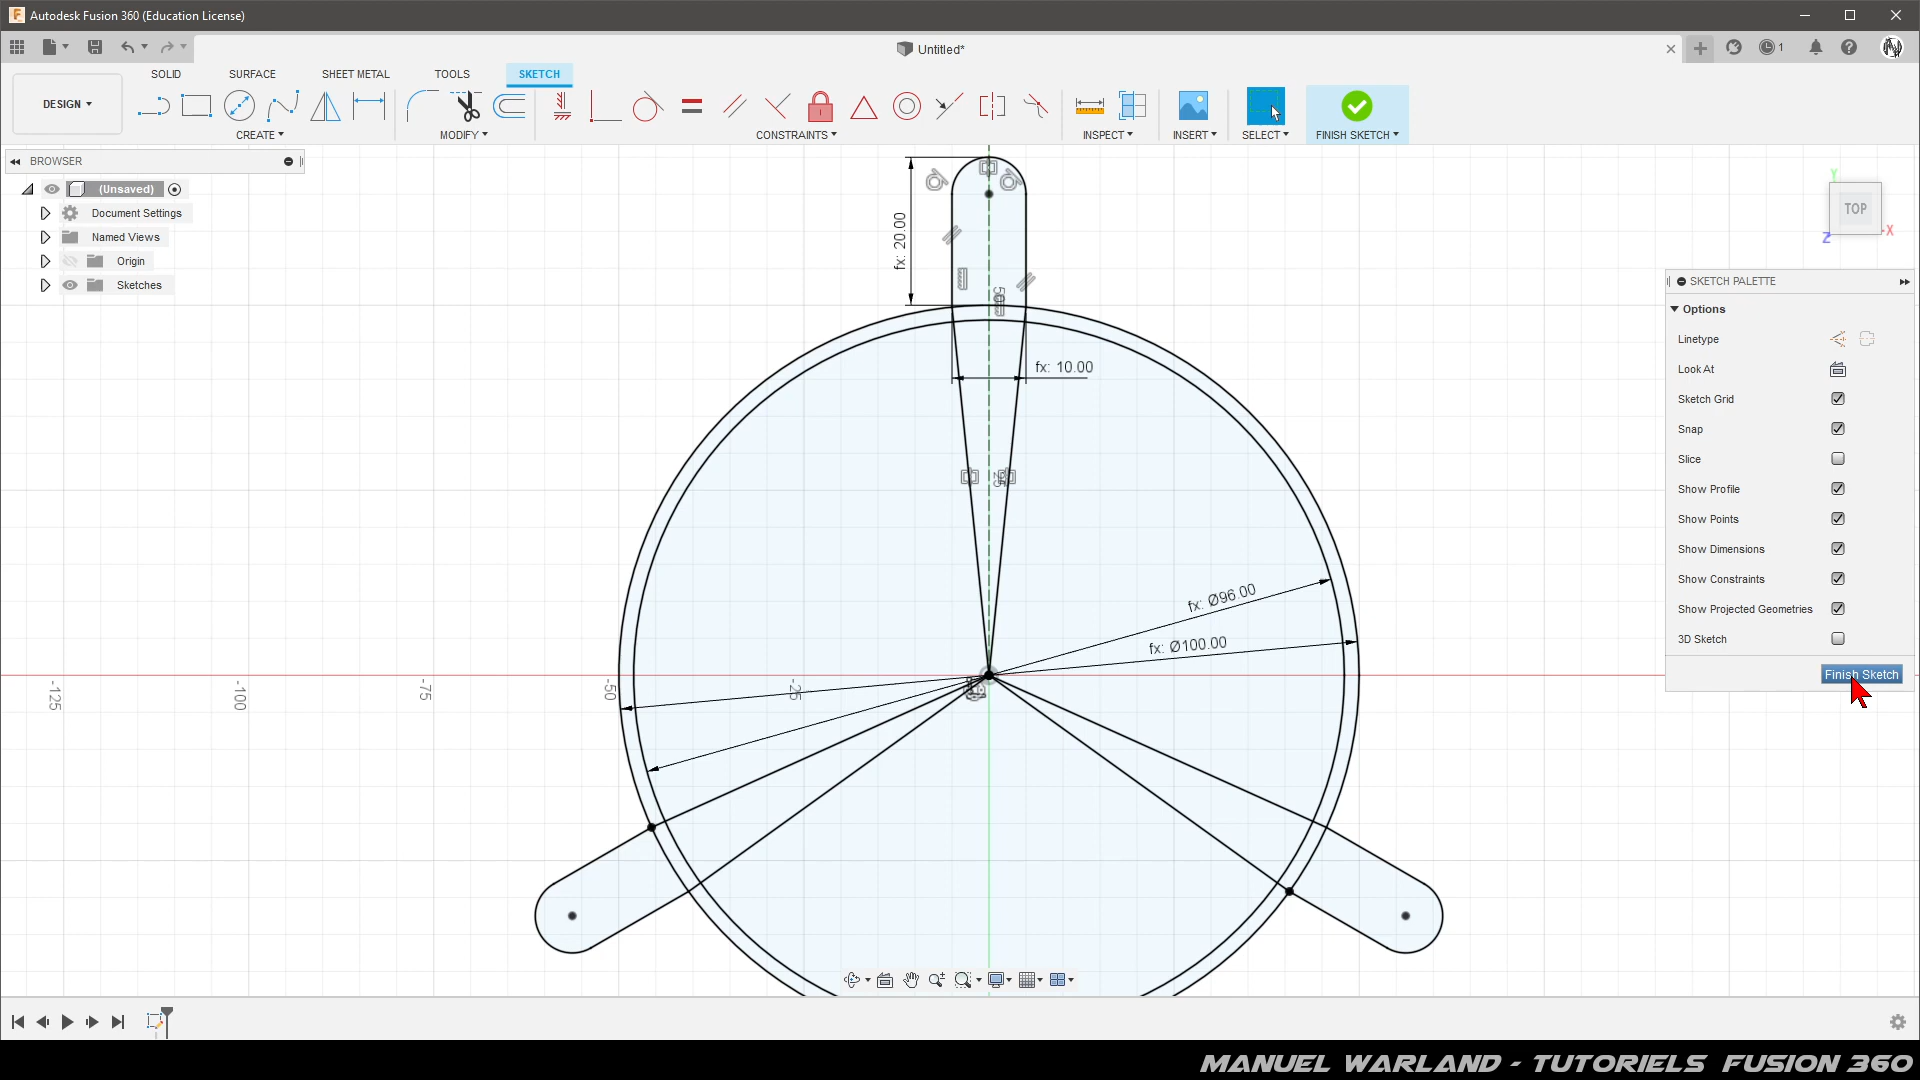 Autodesk Fusion 360 (Education License)
Untitled*
1
SOLID
SURFACE
SHEET METAL
TOOLS
SKETCH
DESIGN
CREATE
MODIFY
CONSTRAINTS
INSPECT
INSERT
SELECT
FINISH SKETCH
BROWSER
(Unsaved)
Document Settings
Named Views
Origin
Sketches
Y
TOP
X
Z
fx: 20.00
50
fx: 10.00
25
fx: Ø96.00
fx: Ø100.00
-125
-100
-75
-50
-25
SKETCH PALETTE
Options
Linetype
Look At
Sketch Grid
Snap
Slice
Show Profile
Show Points
Show Dimensions
Show Constraints
Show Projected Geometries
3D Sketch
Finish Sketch
MANUEL WARLAND - TUTORIELS FUSION 360